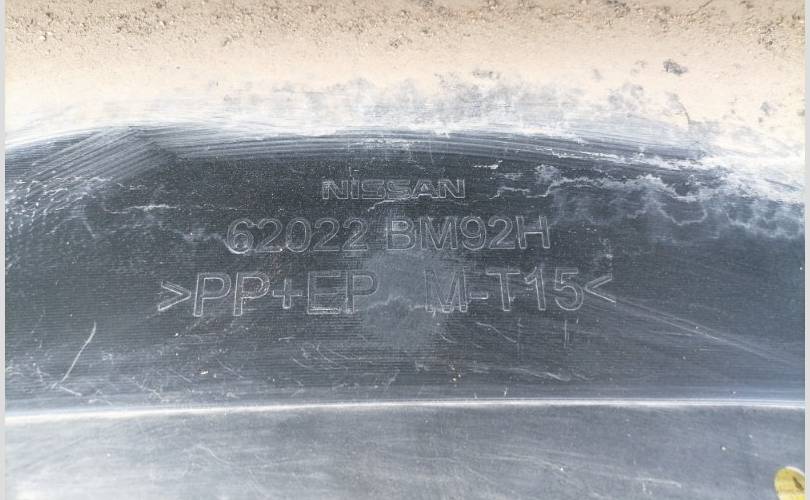 NISSAN
62022 BM92H
>PP+EP M-T15<